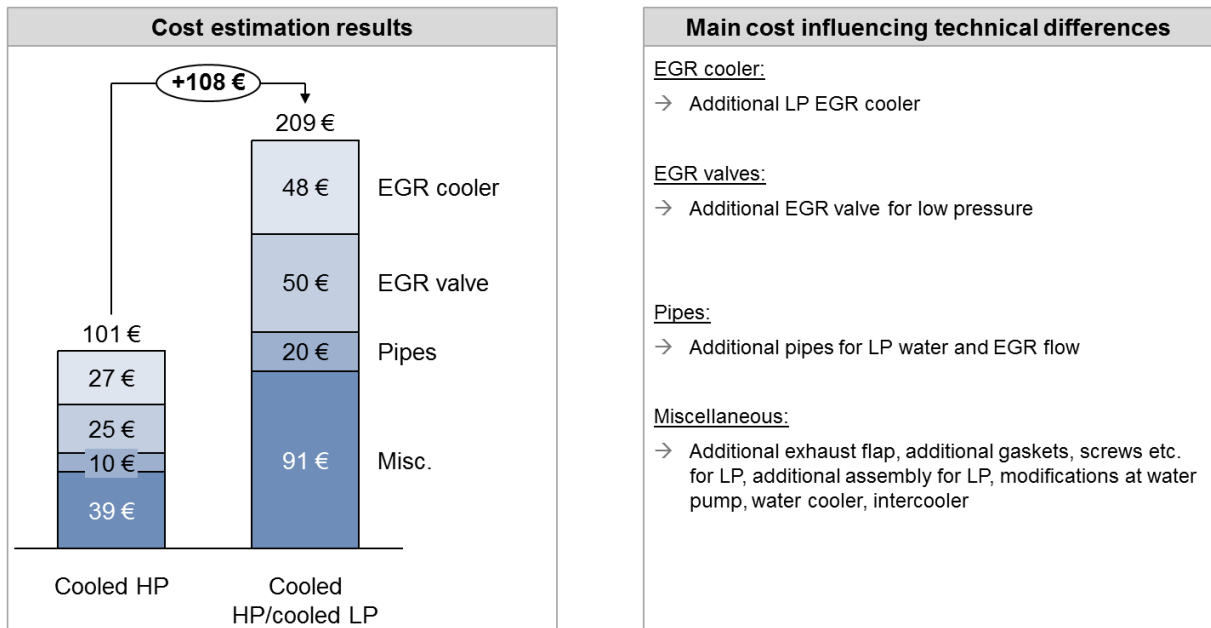 Cost estimation results
+108 €
209 €
48 €
EGR cooler
50 €
EGR valve
101 €
20 €
Pipes
27 €
25 €
10 €
91 €
Misc.
39 €
Cooled HP
Cooled
HP/cooled LP
Main cost influencing technical differences
EGR cooler:
→ Additional LP EGR cooler
EGR valves:
→ Additional EGR valve for low pressure
Pipes:
→ Additional pipes for LP water and EGR flow
Miscellaneous:
→ Additional exhaust flap, additional gaskets, screws etc.
for LP, additional assembly for LP, modifications at water
pump, water cooler, intercooler